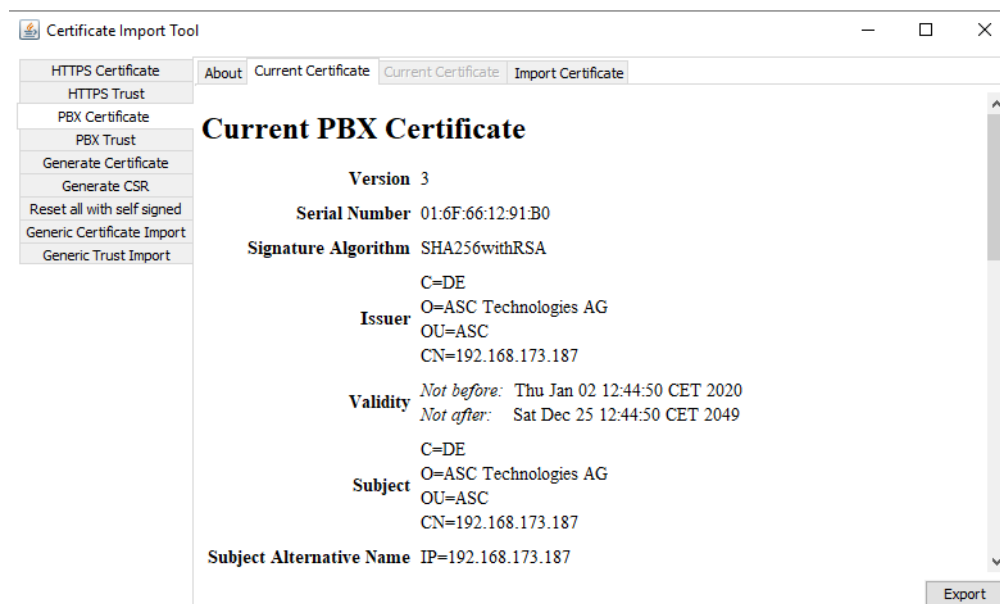 Certificate Import Tool
HTTPS Certificate
HTTPS Trust
PBX Certificate
PBX Trust
Generate Certificate
Generate CSR
Reset all with self signed
Generic Certificate Import
Generic Trust Import
About Current Certificate Current Certificate Import Certificate
Current PBX Certificate
Version 3
Serial Number 01:6F:66:12:91:B0
Signature Algorithm SHA256withRSA
Issuer
C=DE
O=ASC Technologies AG
OU=ASC
CN=192.168.173.187
Validity
Not before: Thu Jan 02 12:44:50 CET 2020
Not after: Sat Dec 25 12:44:50 CET 2049
Subject
C=DE
O=ASC Technologies AG
OU=ASC
CN=192.168.173.187
Subject Alternative Name IP=192.168.173.187
Export